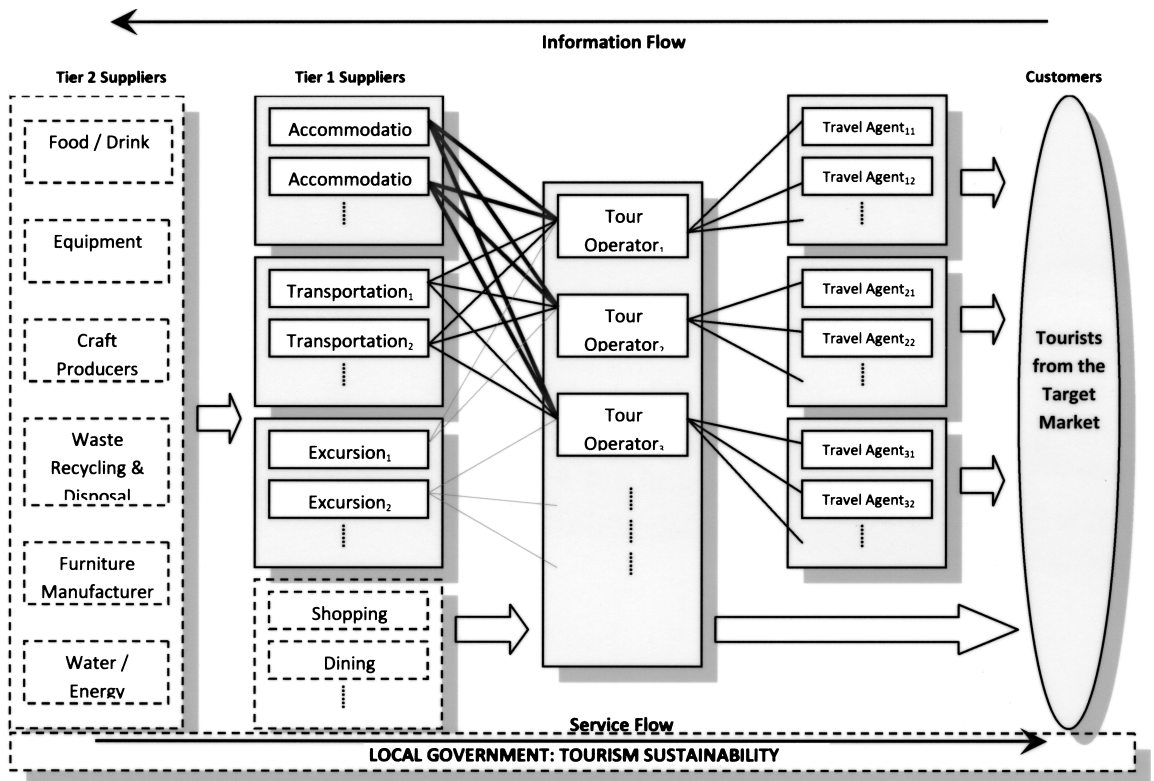 Information Flow
Tier 2 Suppliers
Food / Drink
Equipment
Craft
Producers
Waste
Recycling &
Disposal
Furniture
Manufacturer
Water /
Energy
Tier 1 Suppliers
Accommodatio
Accommodatio
Transportation₁
Transportation₂
Excursion₁
Excursion₂
Shopping
Dining
Tour
Operator₁
Tour
Operator₂
Tour
Operator₃
Travel Agent₁₁
Travel Agent₁₂
Travel Agent₂₁
Travel Agent₂₂
Travel Agent₃₁
Travel Agent₃₂
Customers
Tourists
from the
Target
Market
Service Flow
LOCAL GOVERNMENT: TOURISM SUSTAINABILITY